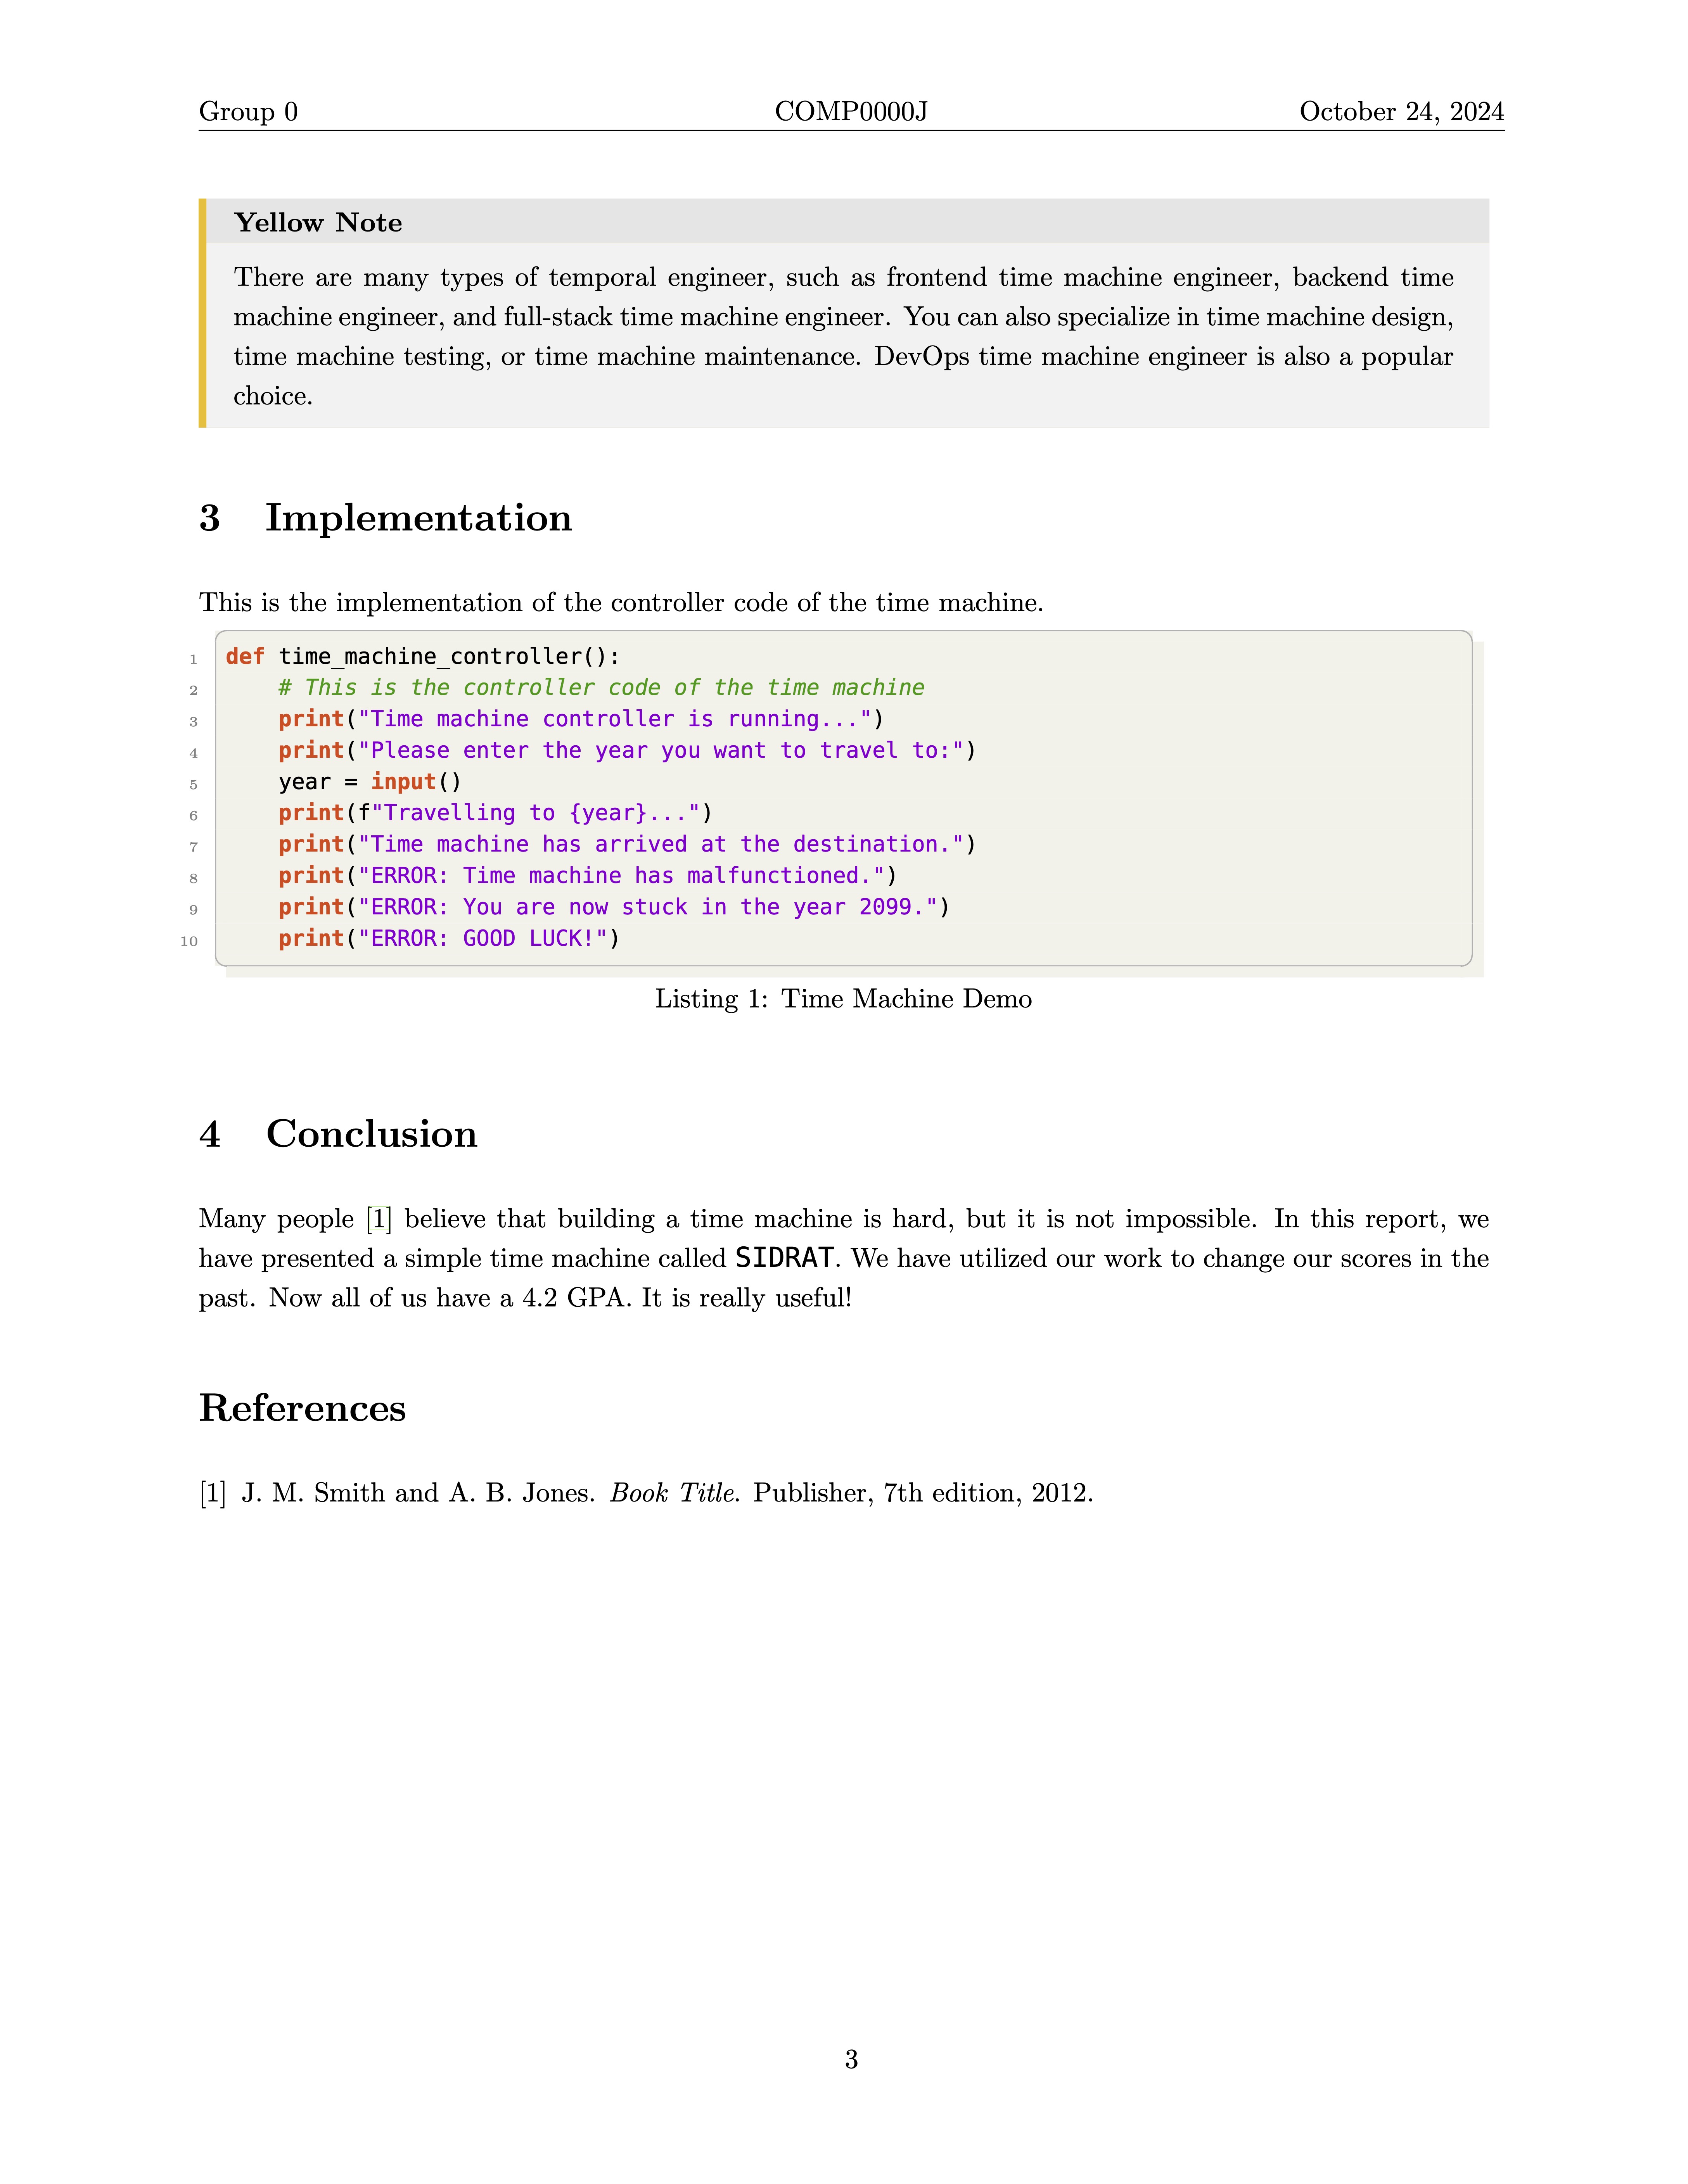 Group 0 COMP0000J October 24, 2024
Yellow Note
There are many types of temporal engineer, such as frontend time machine engineer, backend time
machine engineer, and full-stack time machine engineer. You can also specialize in time machine design,
time machine testing, or time machine maintenance. DevOps time machine engineer is also a popular
choice.
3 Implementation
This is the implementation of the controller code of the time machine.
1 def time_machine_controller():
2     # This is the controller code of the time machine
3     print("Time machine controller is running...")
4     print("Please enter the year you want to travel to:")
5     year = input()
6     print(f"Travelling to {year}...")
7     print("Time machine has arrived at the destination.")
8     print("ERROR: Time machine has malfunctioned.")
9     print("ERROR: You are now stuck in the year 2099.")
10     print("ERROR: GOOD LUCK!")
Listing 1: Time Machine Demo
4 Conclusion
Many people [1] believe that building a time machine is hard, but it is not impossible. In this report, we
have presented a simple time machine called SIDRAT. We have utilized our work to change our scores in the
past. Now all of us have a 4.2 GPA. It is really useful!
References
[1] J. M. Smith and A. B. Jones. Book Title. Publisher, 7th edition, 2012.
3